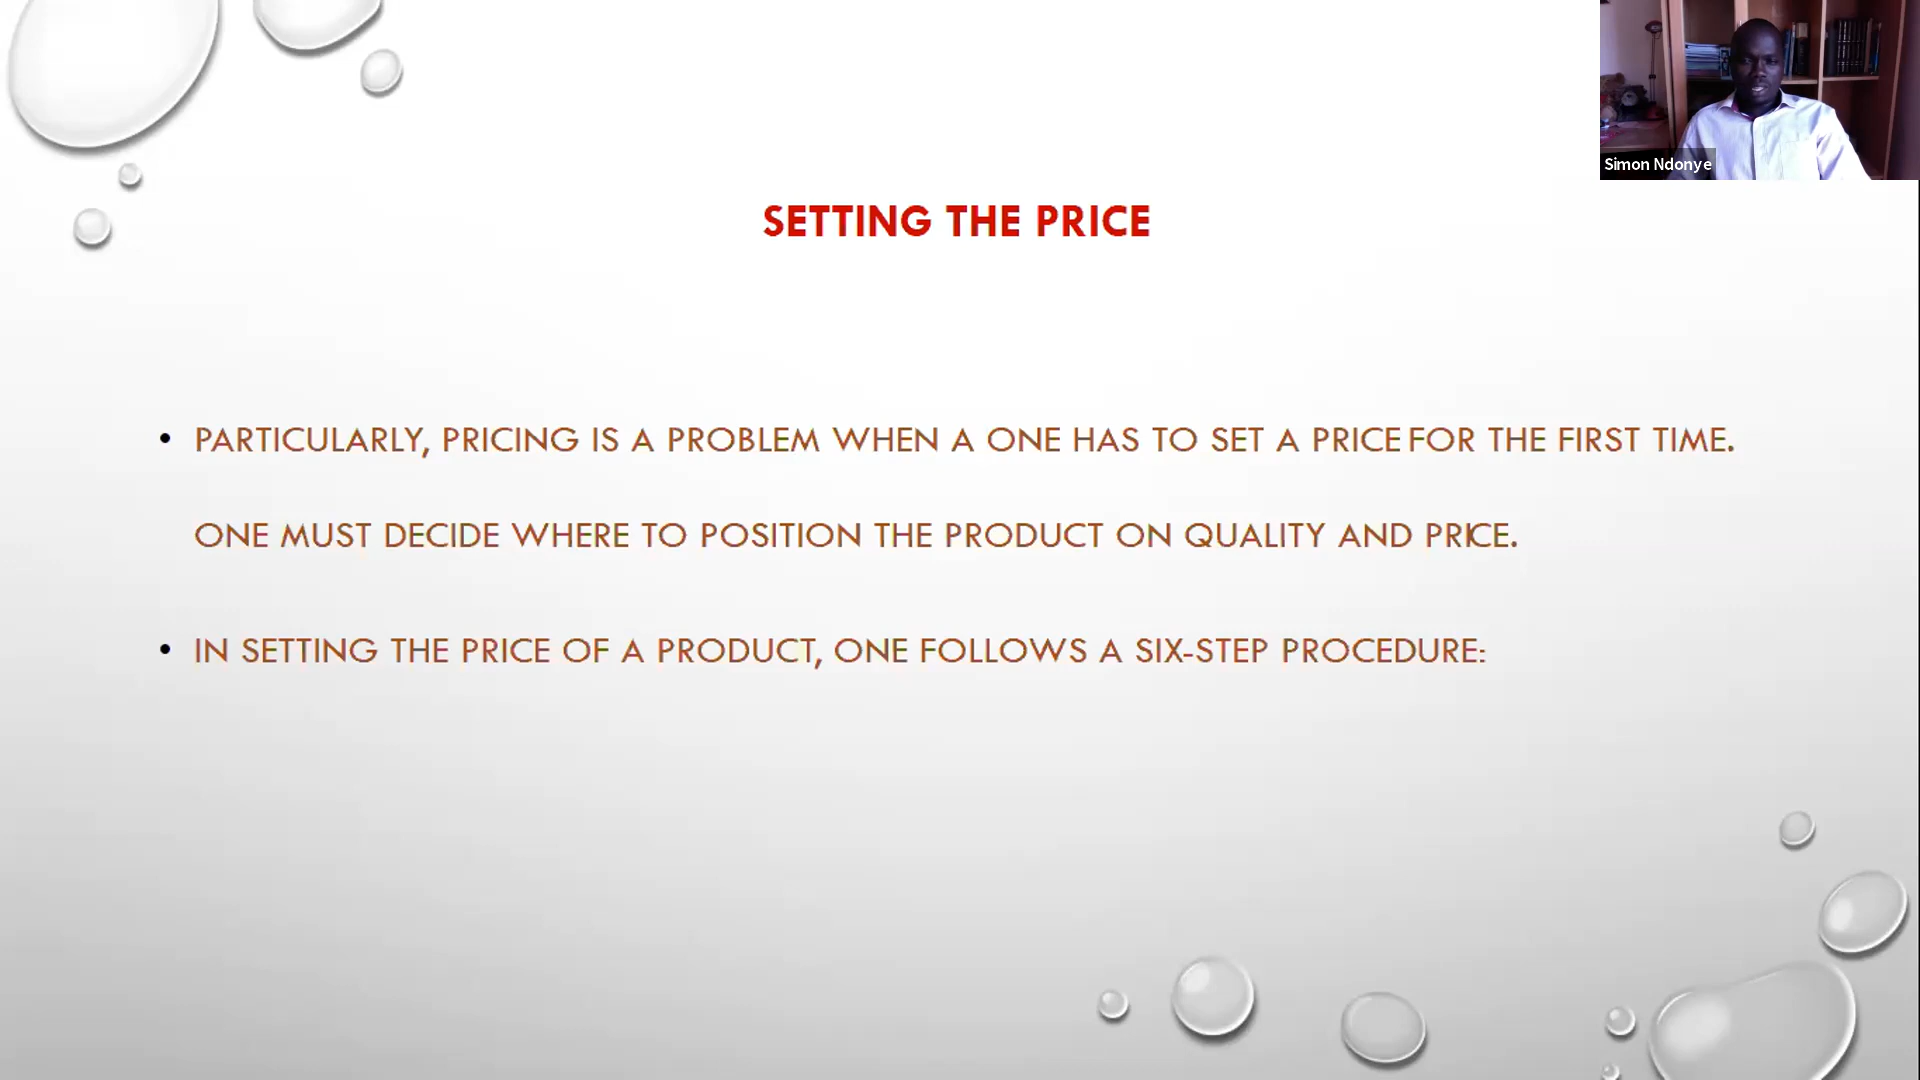 Simon Ndonye
SETTING THE PRICE
• PARTICULARLY, PRICING IS A PROBLEM WHEN A ONE HAS TO SET A PRICE FOR THE FIRST TIME.
ONE MUST DECIDE WHERE TO POSITION THE PRODUCT ON QUALITY AND PRICE.
• IN SETTING THE PRICE OF A PRODUCT, ONE FOLLOWS A SIX-STEP PROCEDURE: